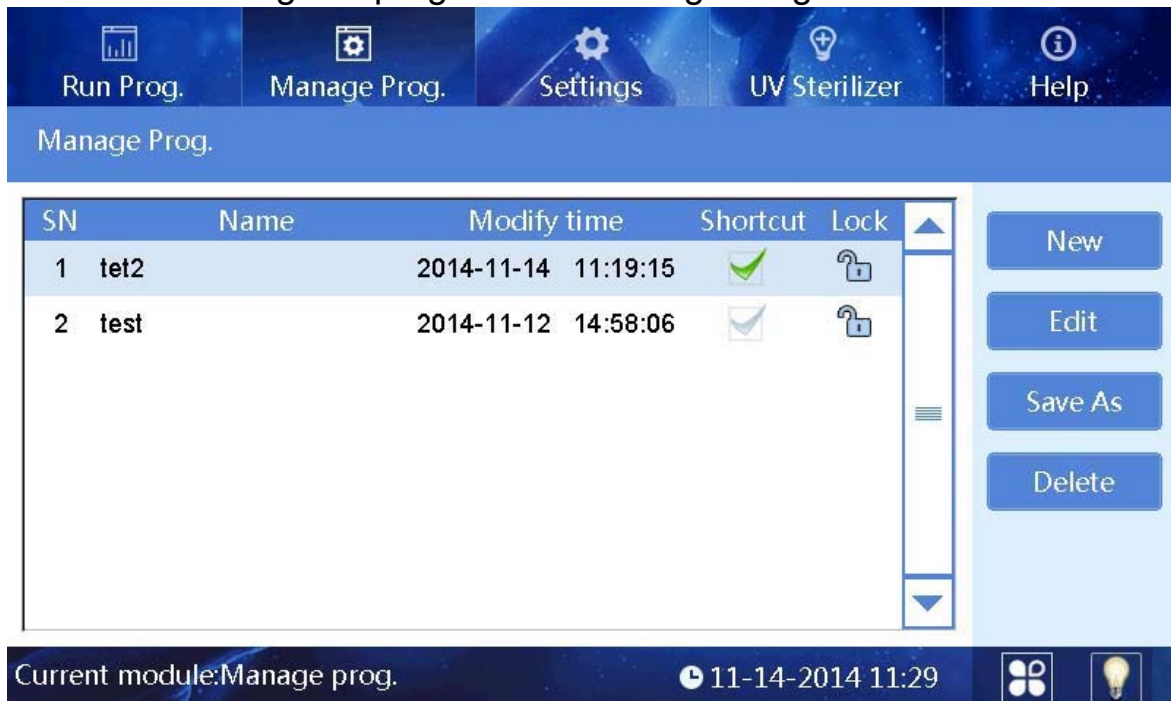 Run Prog. Manage Prog. Settings UV Sterilizer Help
Manage Prog.
SN Name Modify time Shortcut Lock
1 tet2 2014-11-14 11:19:15
2 test 2014-11-12 14:58:06
New
Edit
Save As
Delete
Current module:Manage prog. 11-14-2014 11:29